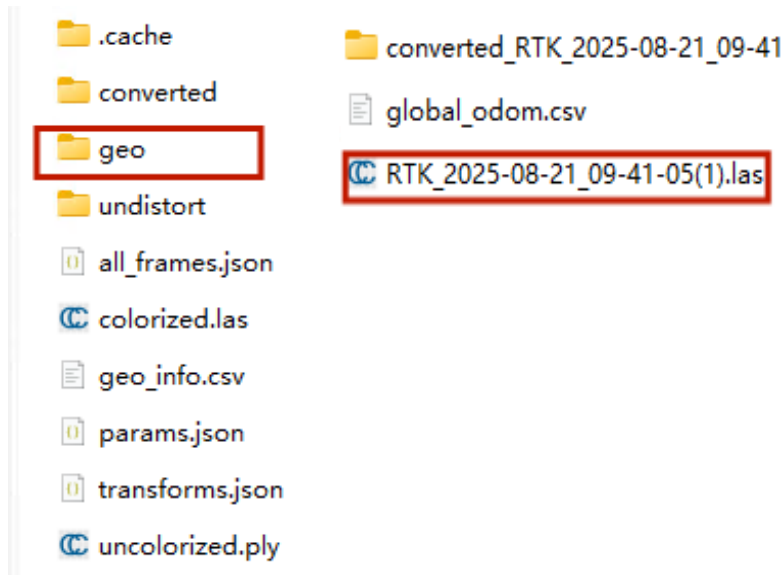 .cache
converted
geo
undistort
all_frames.json
colorized.las
geo_info.csv
params.json
transforms.json
uncolorized.ply
converted_RTK_2025-08-21_09-41
global_odom.csv
RTK_2025-08-21_09-41-05(1).las